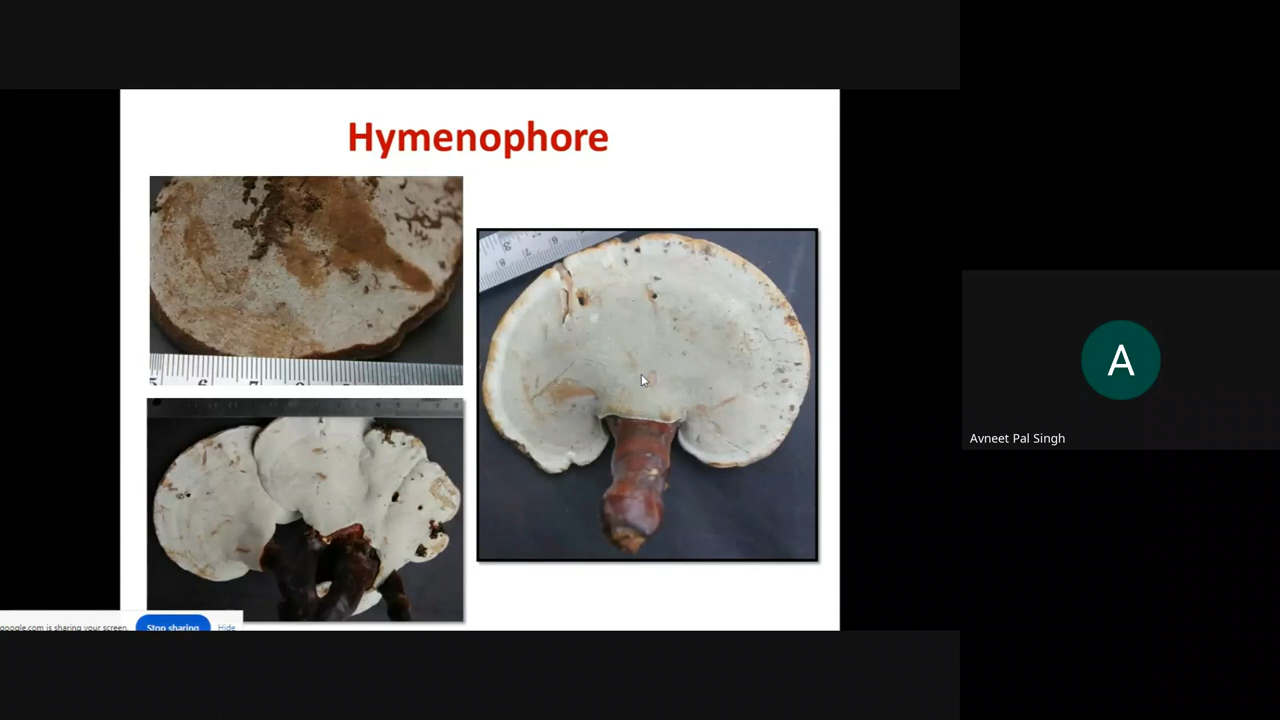 Hymenophore
A
Avneet Pal Singh
google.com is sharing your screen.
Stop sharing
Hide